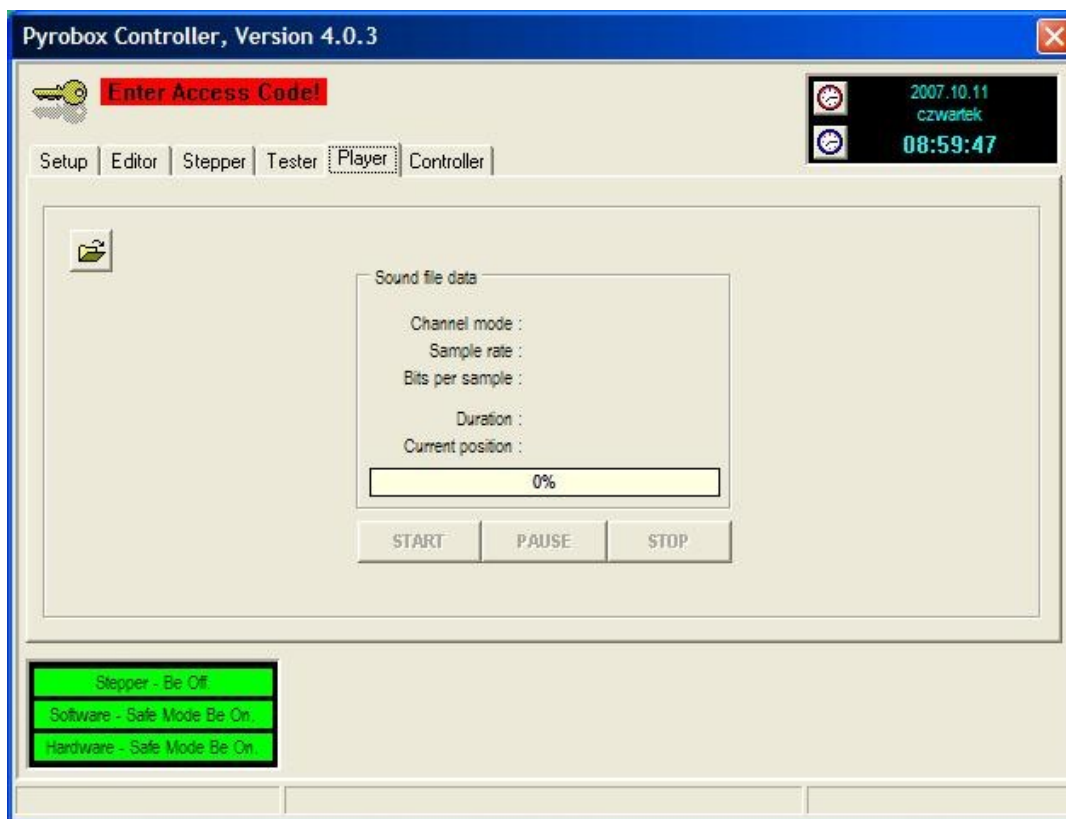 Pyrobox Controller, Version 4.0.3
Enter Access Code!
2007.10.11
czwartek
08:59:47
Setup Editor Stepper Tester Player Controller
Sound file data
Channel mode :
Sample rate :
Bits per sample :
Duration :
Current position :
0%
START PAUSE STOP
Stepper - Be Off.
Software - Safe Mode Be On.
Hardware - Safe Mode Be On.